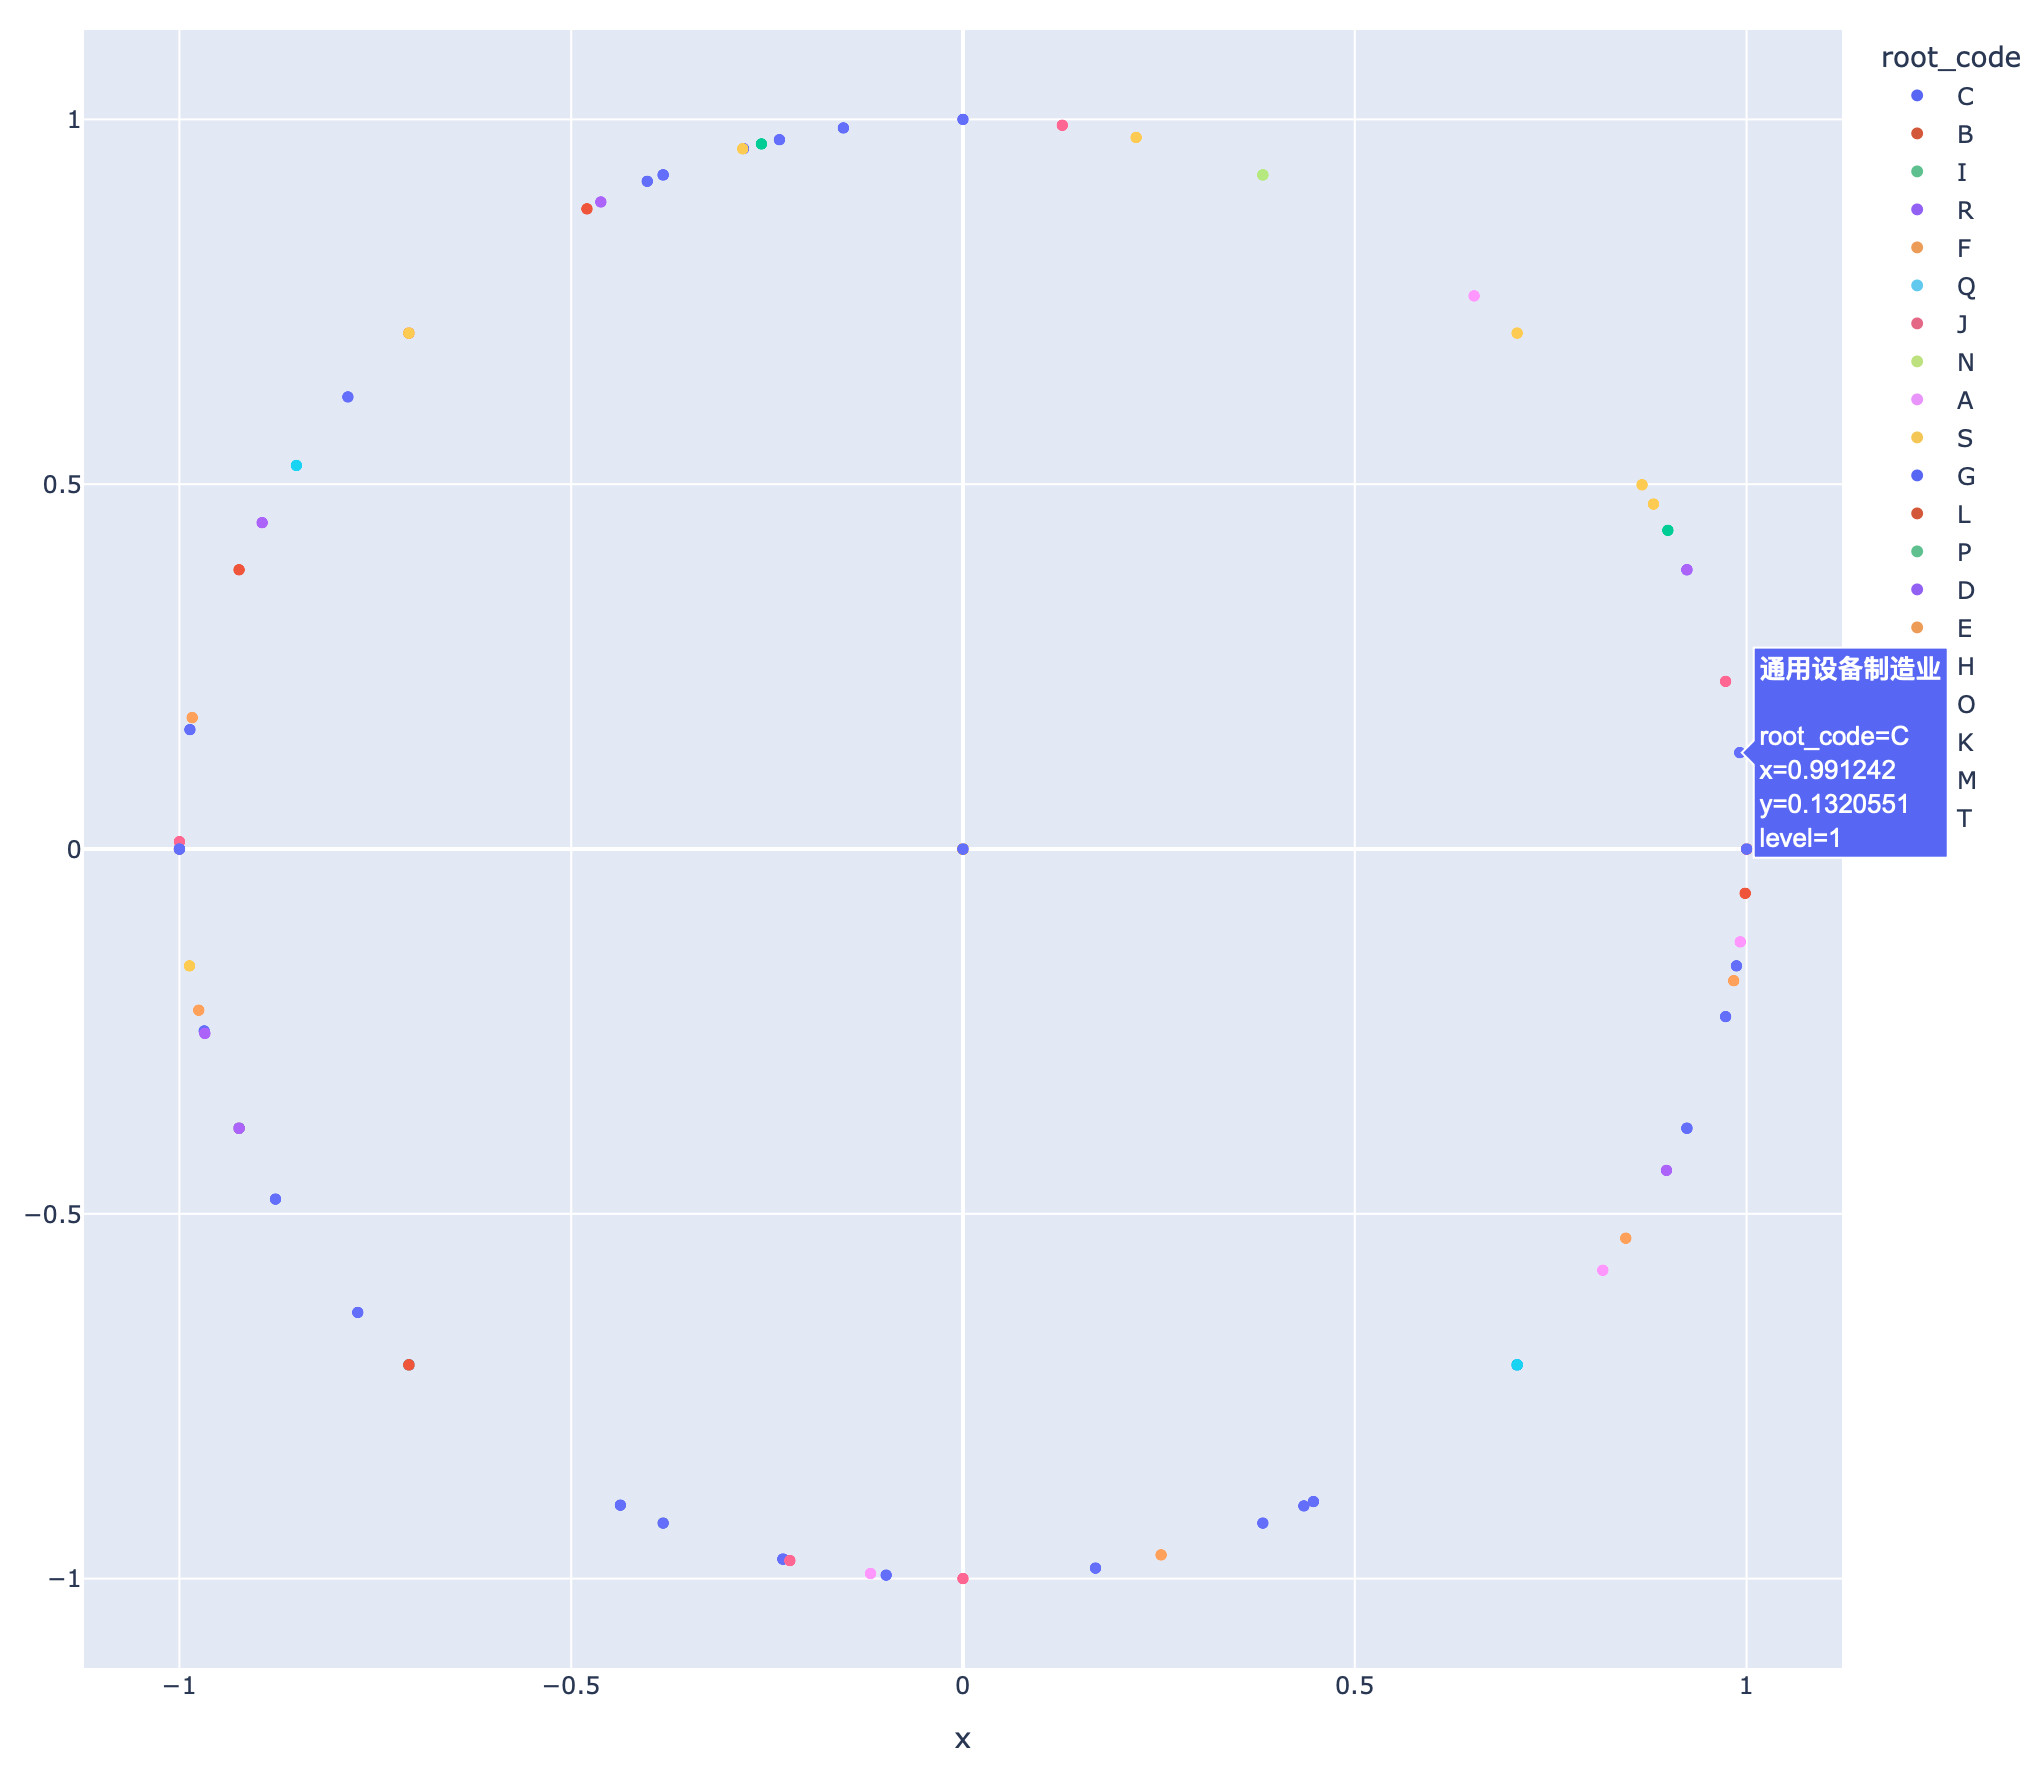 root_code
C
B
I
R
F
Q
J
N
A
S
G
L
P
D
E
H
O
K
M
T
通用设备制造业
root_code=C
x=0.991242
y=0.1320551
level=1
1
0.5
0
−0.5
−1
−1
−0.5
0
0.5
1
x